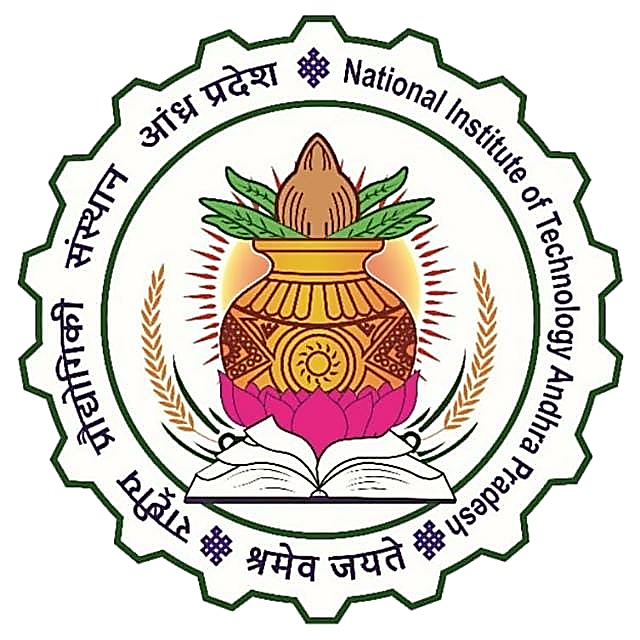 राष्ट्रीय प्रौद्योगिकी संस्थान आंध्र प्रदेश
National Institute of Technology Andhra Pradesh
श्रमेव जयते